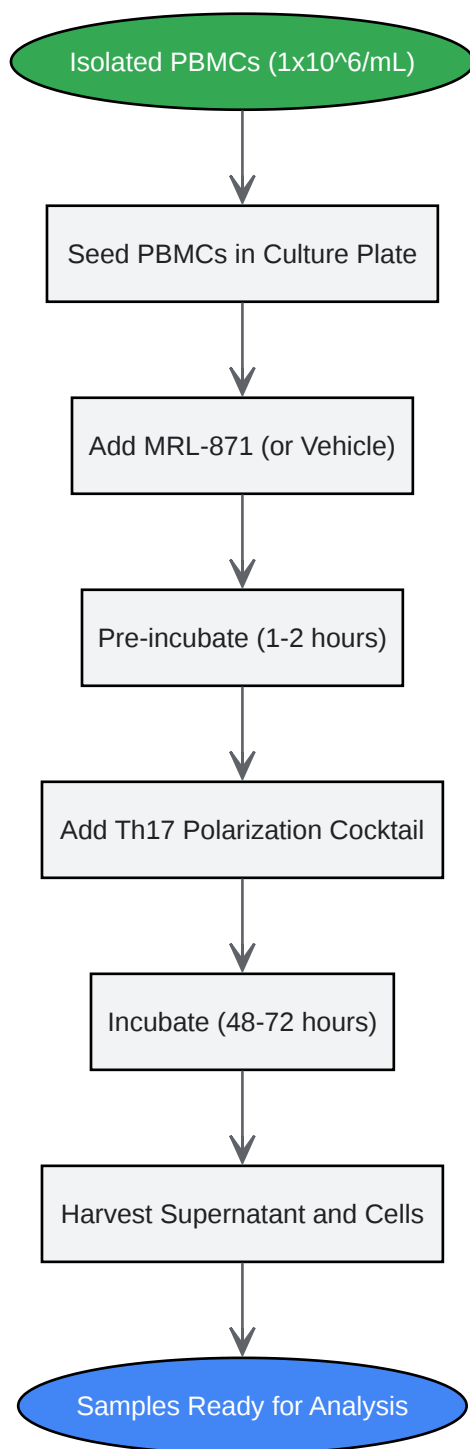 Isolated PBMCs (1x10^6/mL)
Seed PBMCs in Culture Plate
Add MRL-871 (or Vehicle)
Pre-incubate (1-2 hours)
Add Th17 Polarization Cocktail
Incubate (48-72 hours)
Harvest Supernatant and Cells
Samples Ready for Analysis